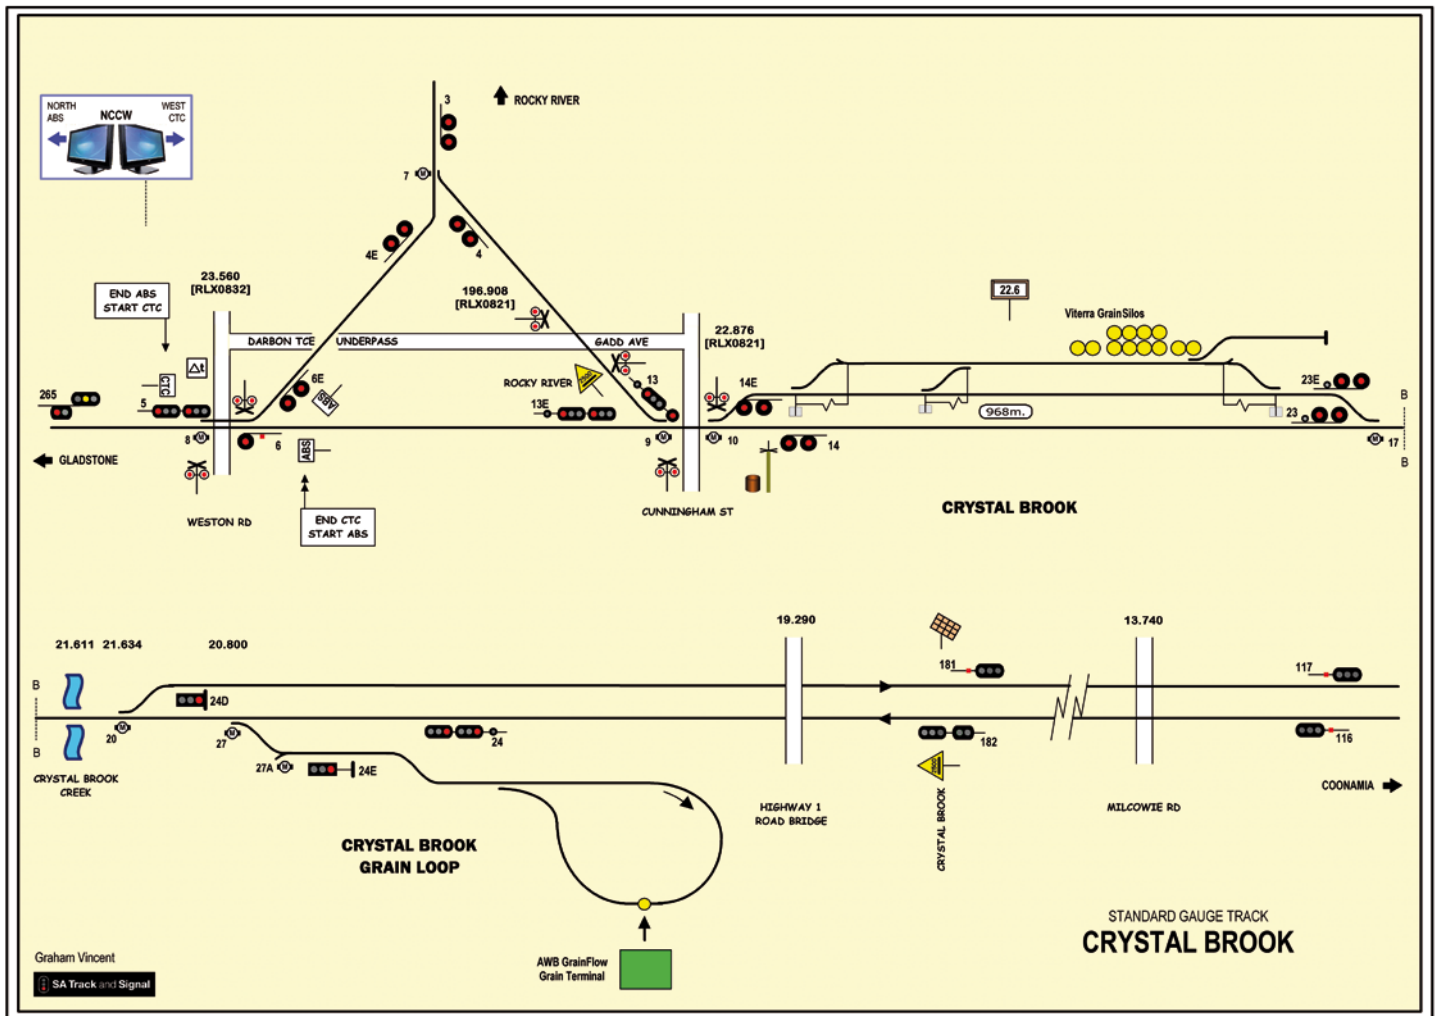 NORTH
ABS
NCCW
WEST
CTC
3
ROCKY RIVER
7
4E
4
23.560
[RLX0832]
END ABS
START CTC
196.908
[RLX0821]
22.6
Viterra GrainSilos
22.876
[RLX0821]
DARBON TCE
UNDERPASS
GADD AVE
Δt
CTC
6E
ABS
ROCKY RIVER
2500
13
14E
23E
B
265
5
13E
968m.
23
8
6
9
10
14
17
ABS
GLADSTONE
B
WESTON RD
END CTC
START ABS
CUNNINGHAM ST
CRYSTAL BROOK
21.611
21.634
20.800
19.290
13.740
B
181
117
24D
20
27
24
182
116
B
27A
24E
2500
CRYSTAL BROOK
CREEK
COONAMIA
HIGHWAY 1
ROAD BRIDGE
CRYSTAL BROOK
MILCOWIE RD
CRYSTAL BROOK
GRAIN LOOP
STANDARD GAUGE TRACK
CRYSTAL BROOK
Graham Vincent
SA Track and Signal
AWB GrainFlow
Grain Terminal